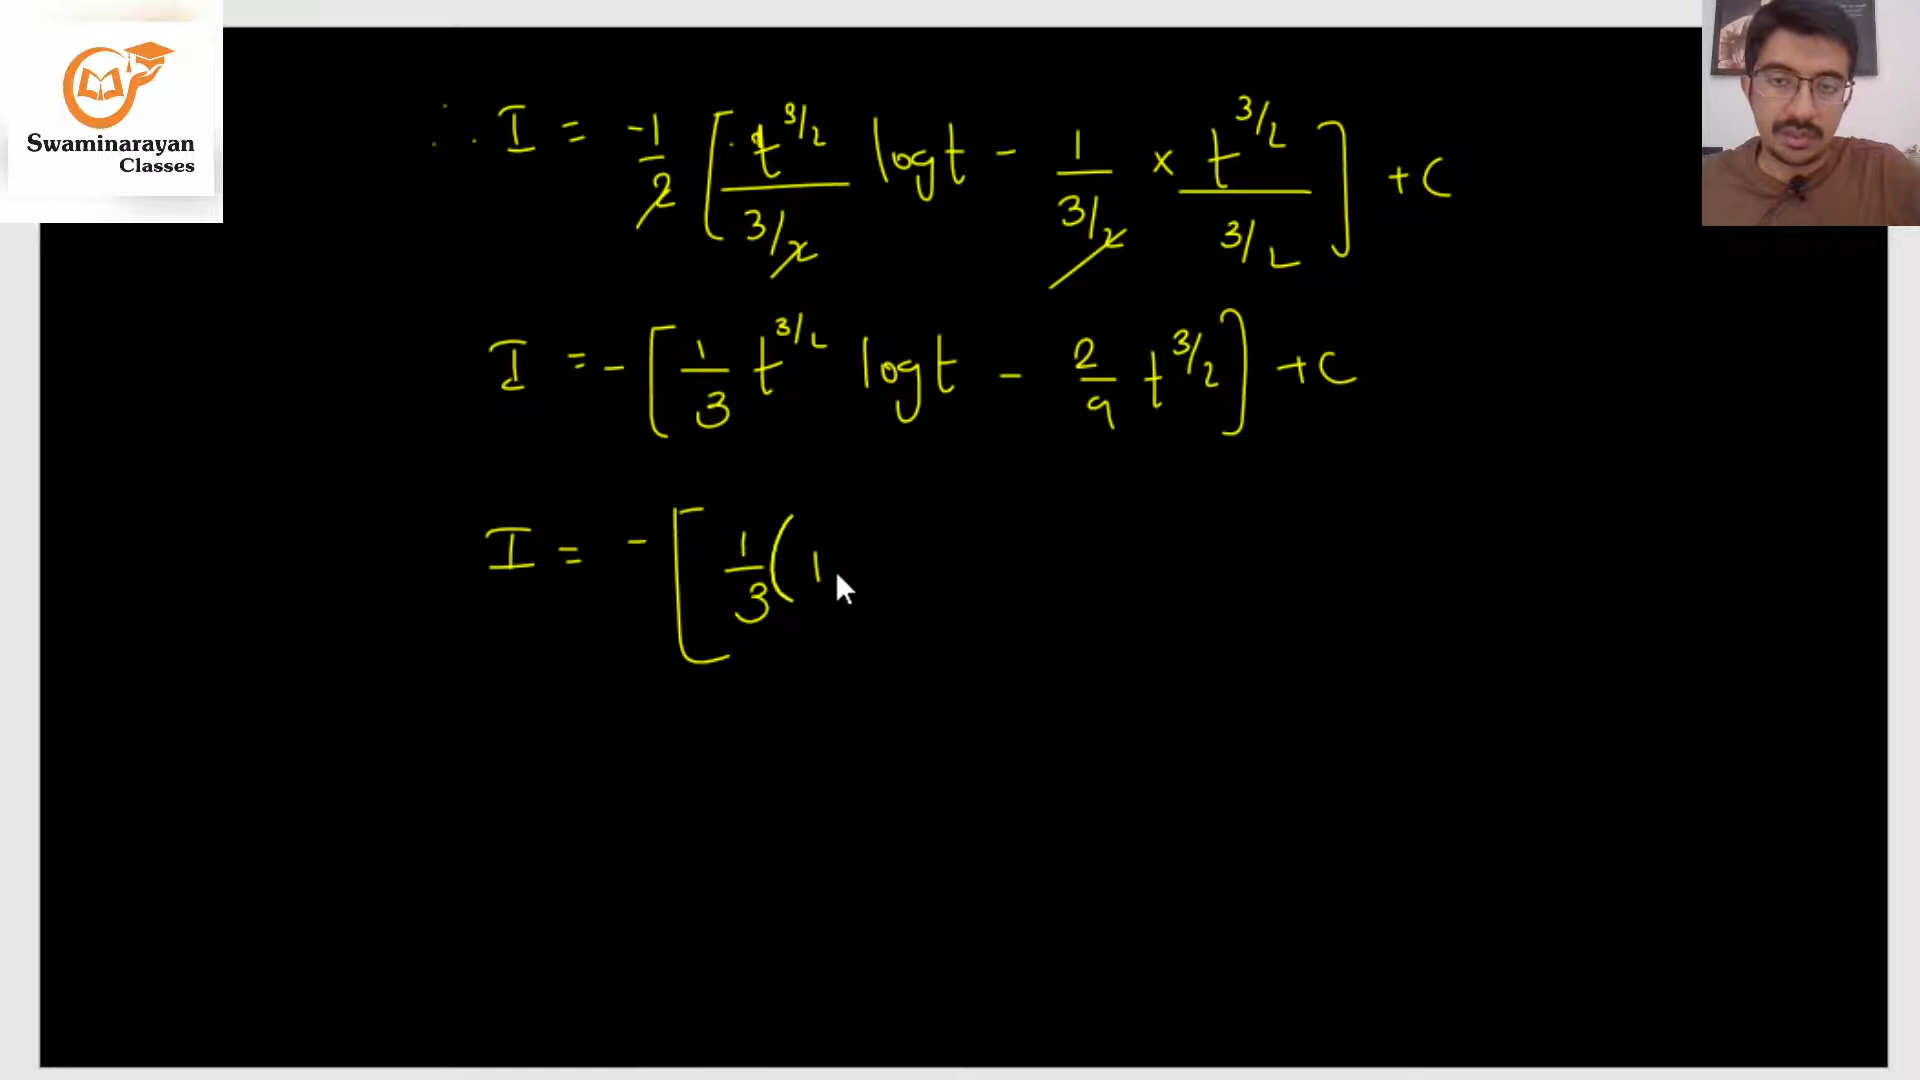 Swaminarayan
Classes
∴ I = -1/2 [ t^3/2 / 3/2 log t - 1 / 3/2 × t^3/2 / 3/2 ] + C
I = - [ 1/3 t^3/2 log t - 2/9 t^3/2 ] + C
I = - [ 1/3 ( 1